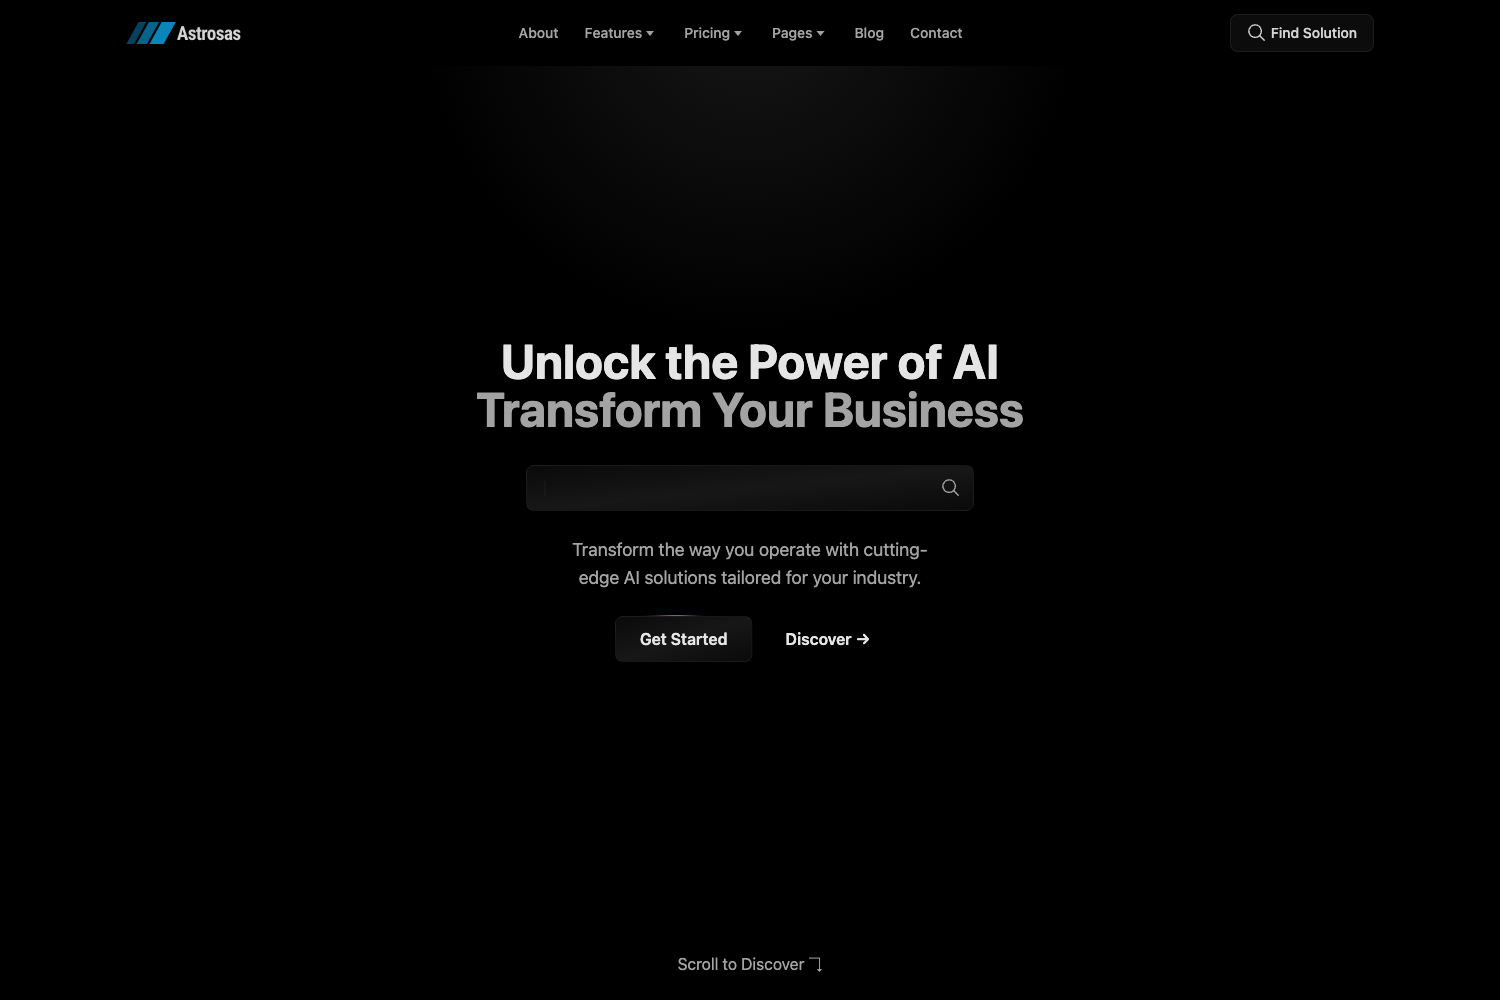 Astrosas
About
Features
Pricing
Pages
Blog
Contact
Find Solution
Unlock the Power of AI
Transform Your Business
Transform the way you operate with cutting-
edge AI solutions tailored for your industry.
Get Started
Discover →
Scroll to Discover